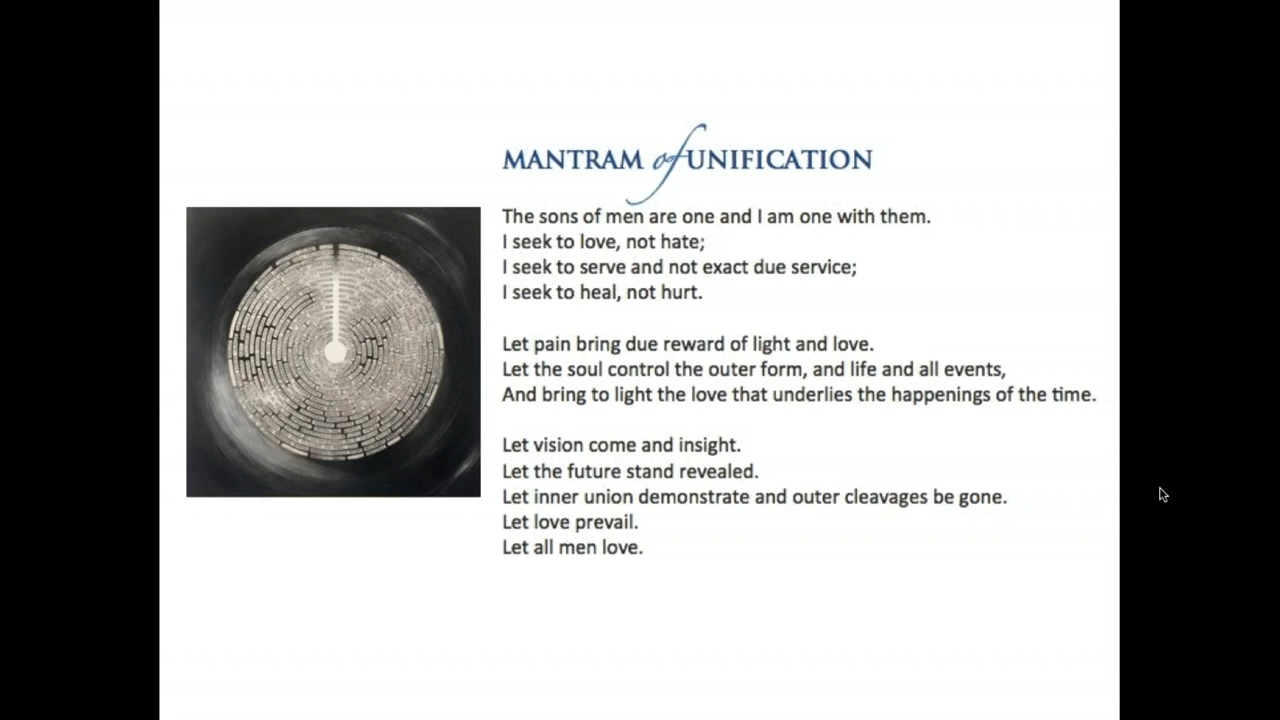 MANTRAM of UNIFICATION
The sons of men are one and I am one with them.
I seek to love, not hate;
I seek to serve and not exact due service;
I seek to heal, not hurt.
Let pain bring due reward of light and love.
Let the soul control the outer form, and life and all events,
And bring to light the love that underlies the happenings of the time.
Let vision come and insight.
Let the future stand revealed.
Let inner union demonstrate and outer cleavages be gone.
Let love prevail.
Let all men love.